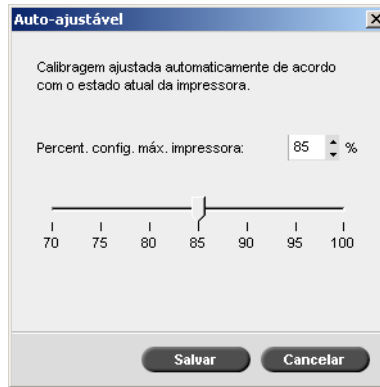 Auto-ajustável
Calibragem ajustada automaticamente de acordo
com o estado atual da impressora.
Percent. config. máx. impressora: 85 %
70 75 80 85 90 95 100
Salvar Cancelar